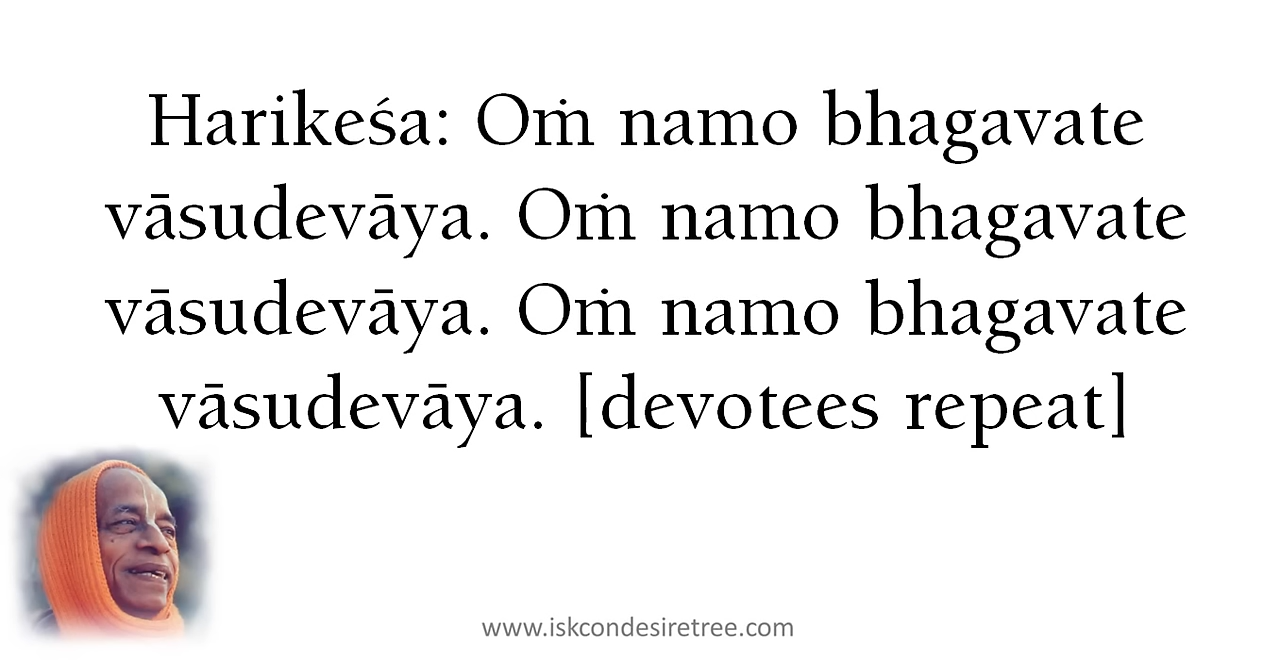 Harikeśa: Oṁ namo bhagavate
vāsudevāya. Oṁ namo bhagavate
vāsudevāya. Oṁ namo bhagavate
vāsudevāya. [devotees repeat]
www.iskcondesiretree.com